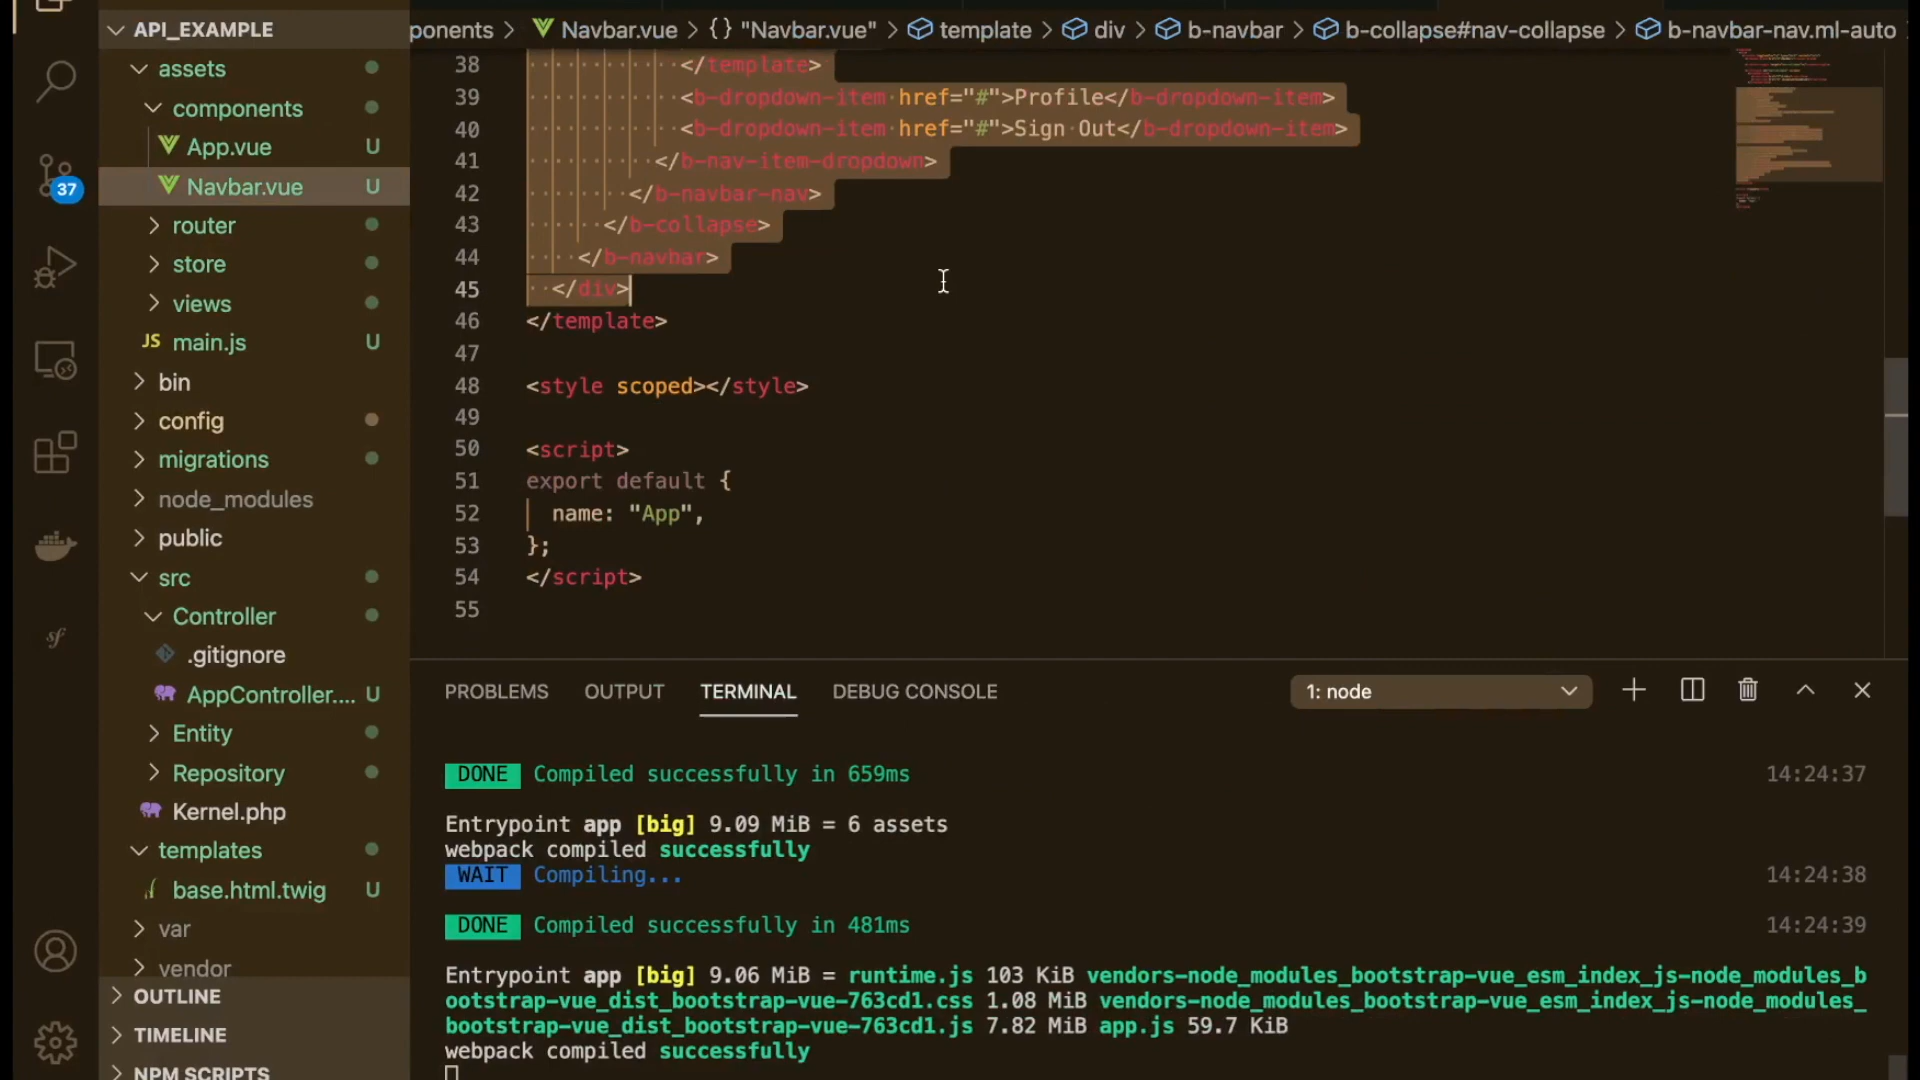 API_EXAMPLE
assets
components
App.vue U
Navbar.vue U
router
store
views
JS main.js U
bin
config
migrations
node_modules
public
src
Controller
.gitignore
AppController.... U
Entity
Repository
Kernel.php
templates
base.html.twig U
var
vendor
OUTLINE
TIMELINE
NPM SCRIPTS
37
sf
ponents > Navbar.vue > {} "Navbar.vue" > template > div > b-navbar > b-collapse#nav-collapse > b-navbar-nav.ml-auto
38 </template>
39 <b-dropdown-item href="#">Profile</b-dropdown-item>
40 <b-dropdown-item href="#">Sign Out</b-dropdown-item>
41 </b-nav-item-dropdown>
42 </b-navbar-nav>
43 </b-collapse>
44 </b-navbar>
45 </div>
46 </template>
47
48 <style scoped></style>
49
50 <script>
51 export default {
52 name: "App",
53 };
54 </script>
55
PROBLEMS OUTPUT TERMINAL DEBUG CONSOLE 1: node
DONE Compiled successfully in 659ms 14:24:37
Entrypoint app [big] 9.09 MiB = 6 assets
webpack compiled successfully
WAIT Compiling... 14:24:38
DONE Compiled successfully in 481ms 14:24:39
Entrypoint app [big] 9.06 MiB = runtime.js 103 KiB vendors-node_modules_bootstrap-vue_esm_index_js-node_modules_b
ootstrap-vue_dist_bootstrap-vue-763cd1.css 1.08 MiB vendors-node_modules_bootstrap-vue_esm_index_js-node_modules_
bootstrap-vue_dist_bootstrap-vue-763cd1.js 7.82 MiB app.js 59.7 KiB
webpack compiled successfully